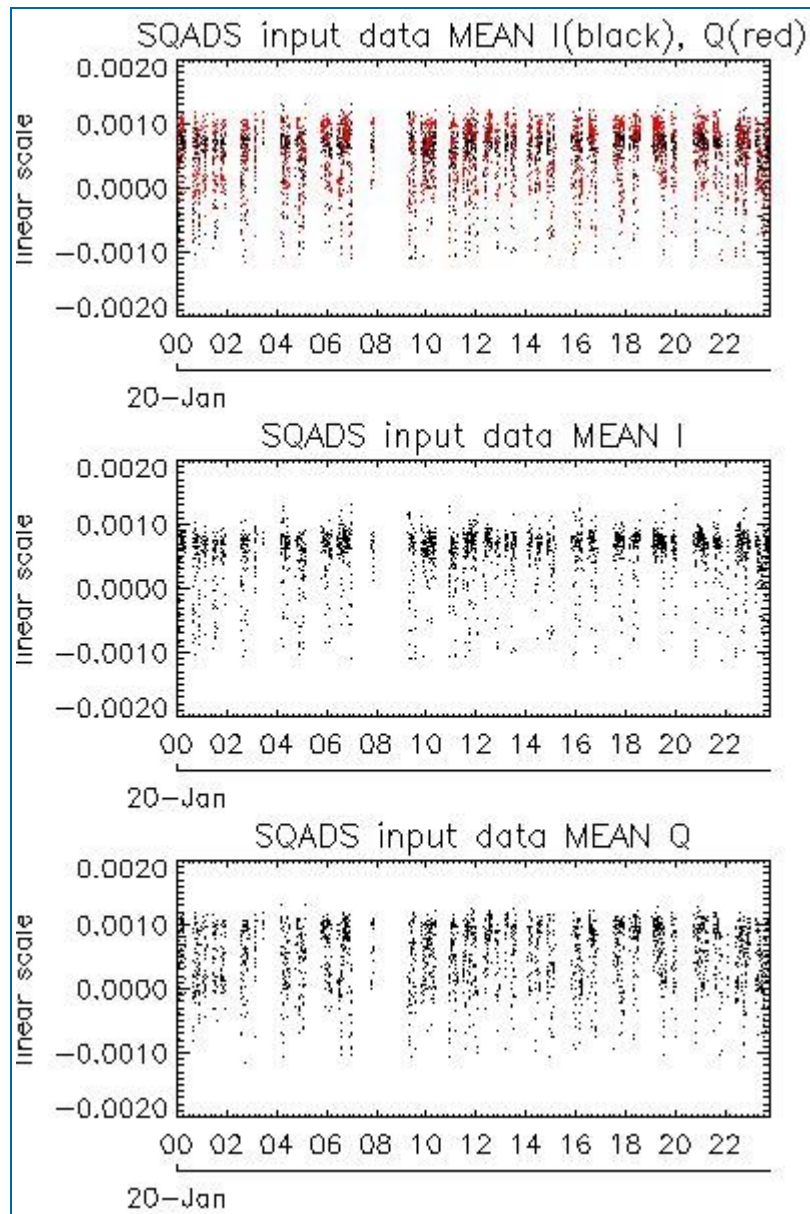 SQADS input data MEAN I(black), Q(red)
0.0020
0.0010
0.0000
−0.0010
−0.0020
linear scale
00 02 04 06 08 10 12 14 16 18 20 22
20−Jan
SQADS input data MEAN I
0.0020
0.0010
0.0000
−0.0010
−0.0020
linear scale
00 02 04 06 08 10 12 14 16 18 20 22
20−Jan
SQADS input data MEAN Q
0.0020
0.0010
0.0000
−0.0010
−0.0020
linear scale
00 02 04 06 08 10 12 14 16 18 20 22
20−Jan